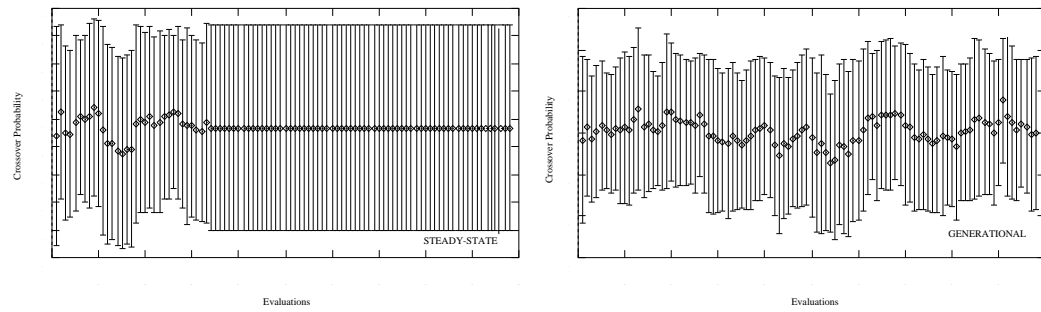 Crossover Probability
STEADY-STATE
Evaluations
Crossover Probability
GENERATIONAL
Evaluations